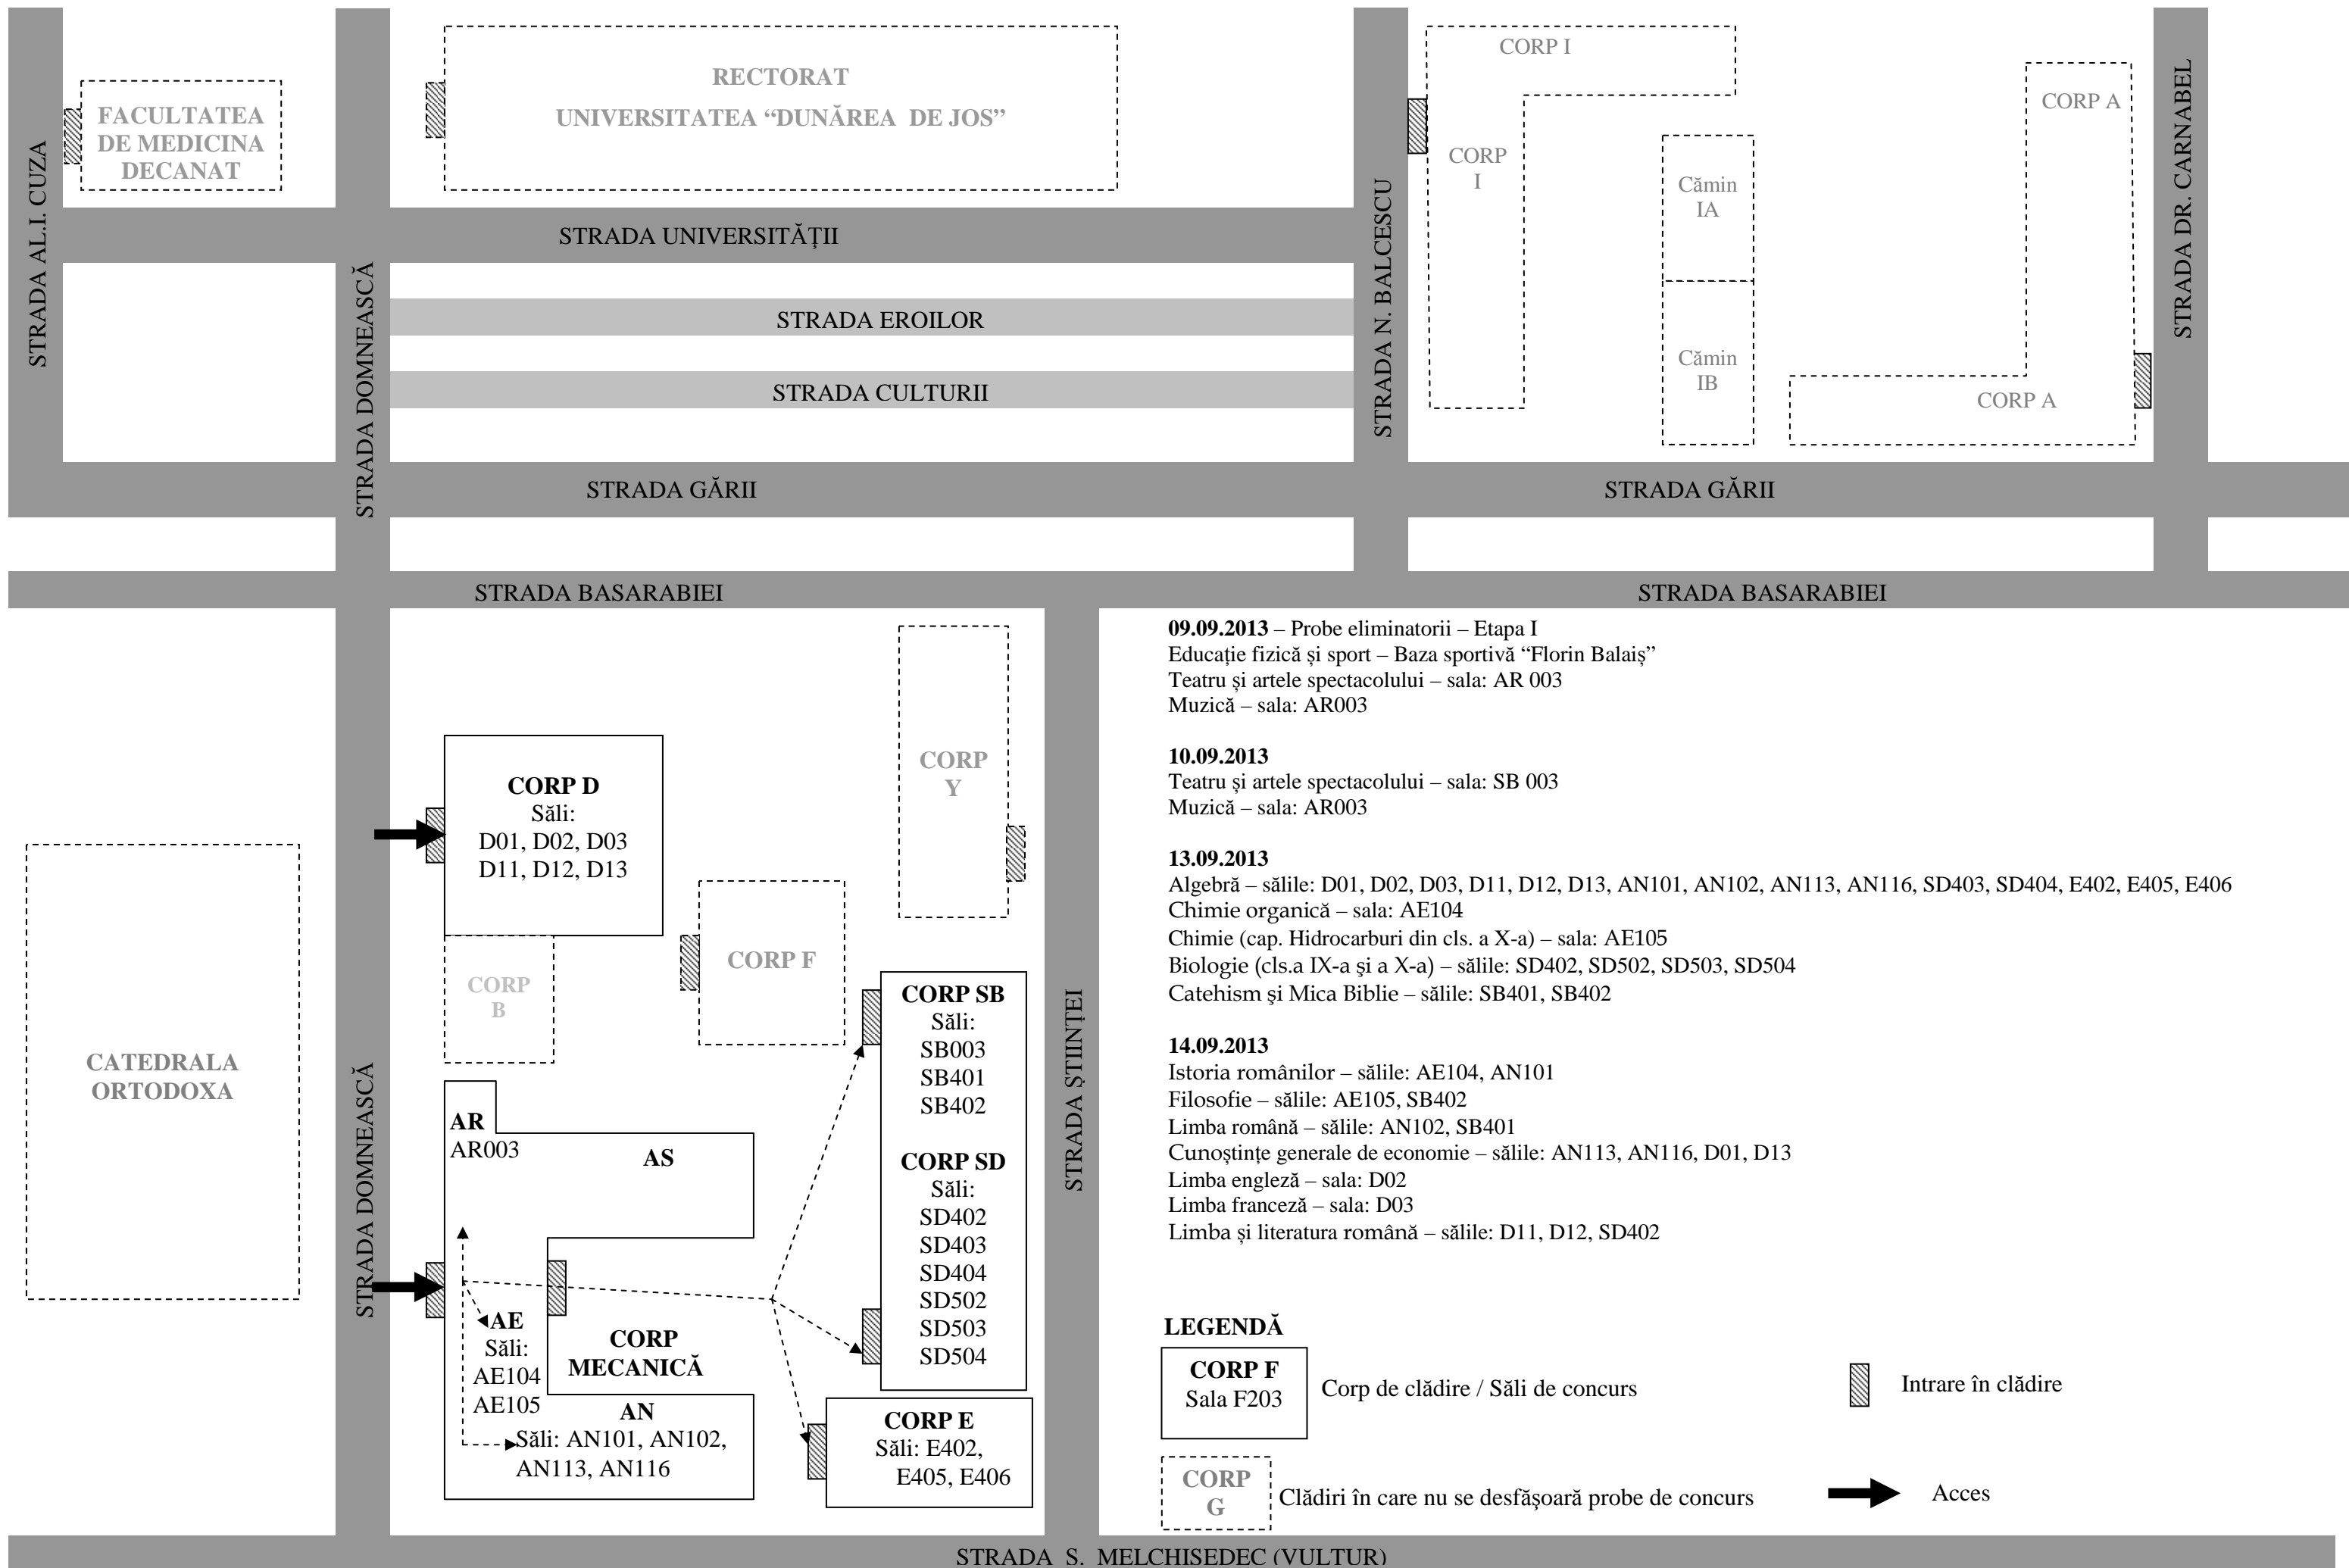 CORP I
RECTORAT
UNIVERSITATEA “DUNĂREA DE JOS”
FACULTATEA
DE MEDICINA
DECANAT
CORP A
CORP
I
Cămin
IA
STRADA AL.I. CUZA
STRADA UNIVERSITĂŢII
STRADA DOMNEASCĂ
STRADA N. BALCESCU
STRADA DR. CARNABEL
STRADA EROILOR
Cămin
IB
STRADA CULTURII
CORP A
STRADA GĂRII
STRADA GĂRII
STRADA BASARABIEI
STRADA BASARABIEI
CORP D
Săli:
D01, D02, D03
D11, D12, D13
CORP
Y
CORP F
CORP
B
CATEDRALA
ORTODOXA
STRADA DOMNEASCĂ
STRADA ȘTIINȚEI
CORP SB
Săli:
SB003
SB401
SB402
CORP SD
Săli:
SD402
SD403
SD404
SD502
SD503
SD504
AR
AR003
AS
AE
Săli:
AE104
AE105
CORP
MECANICĂ
AN
Săli: AN101, AN102,
AN113, AN116
CORP E
Săli: E402,
E405, E406
09.09.2013 – Probe eliminatorii – Etapa I
Educație fizică și sport – Baza sportivă “Florin Balaiș”
Teatru și artele spectacolului – sala: AR 003
Muzică – sala: AR003
10.09.2013
Teatru și artele spectacolului – sala: SB 003
Muzică – sala: AR003
13.09.2013
Algebră – sălile: D01, D02, D03, D11, D12, D13, AN101, AN102, AN113, AN116, SD403, SD404, E402, E405, E406
Chimie organică – sala: AE104
Chimie (cap. Hidrocarburi din cls. a X-a) – sala: AE105
Biologie (cls.a IX-a şi a X-a) – sălile: SD402, SD502, SD503, SD504
Catehism şi Mica Biblie – sălile: SB401, SB402
14.09.2013
Istoria românilor – sălile: AE104, AN101
Filosofie – sălile: AE105, SB402
Limba română – sălile: AN102, SB401
Cunoștințe generale de economie – sălile: AN113, AN116, D01, D13
Limba engleză – sala: D02
Limba franceză – sala: D03
Limba și literatura română – sălile: D11, D12, SD402
LEGENDĂ
CORP F
Sala F203
Corp de clădire / Săli de concurs
Intrare în clădire
CORP
G
Clădiri în care nu se desfăşoară probe de concurs
Acces
STRADA S. MELCHISEDEC (VULTUR)